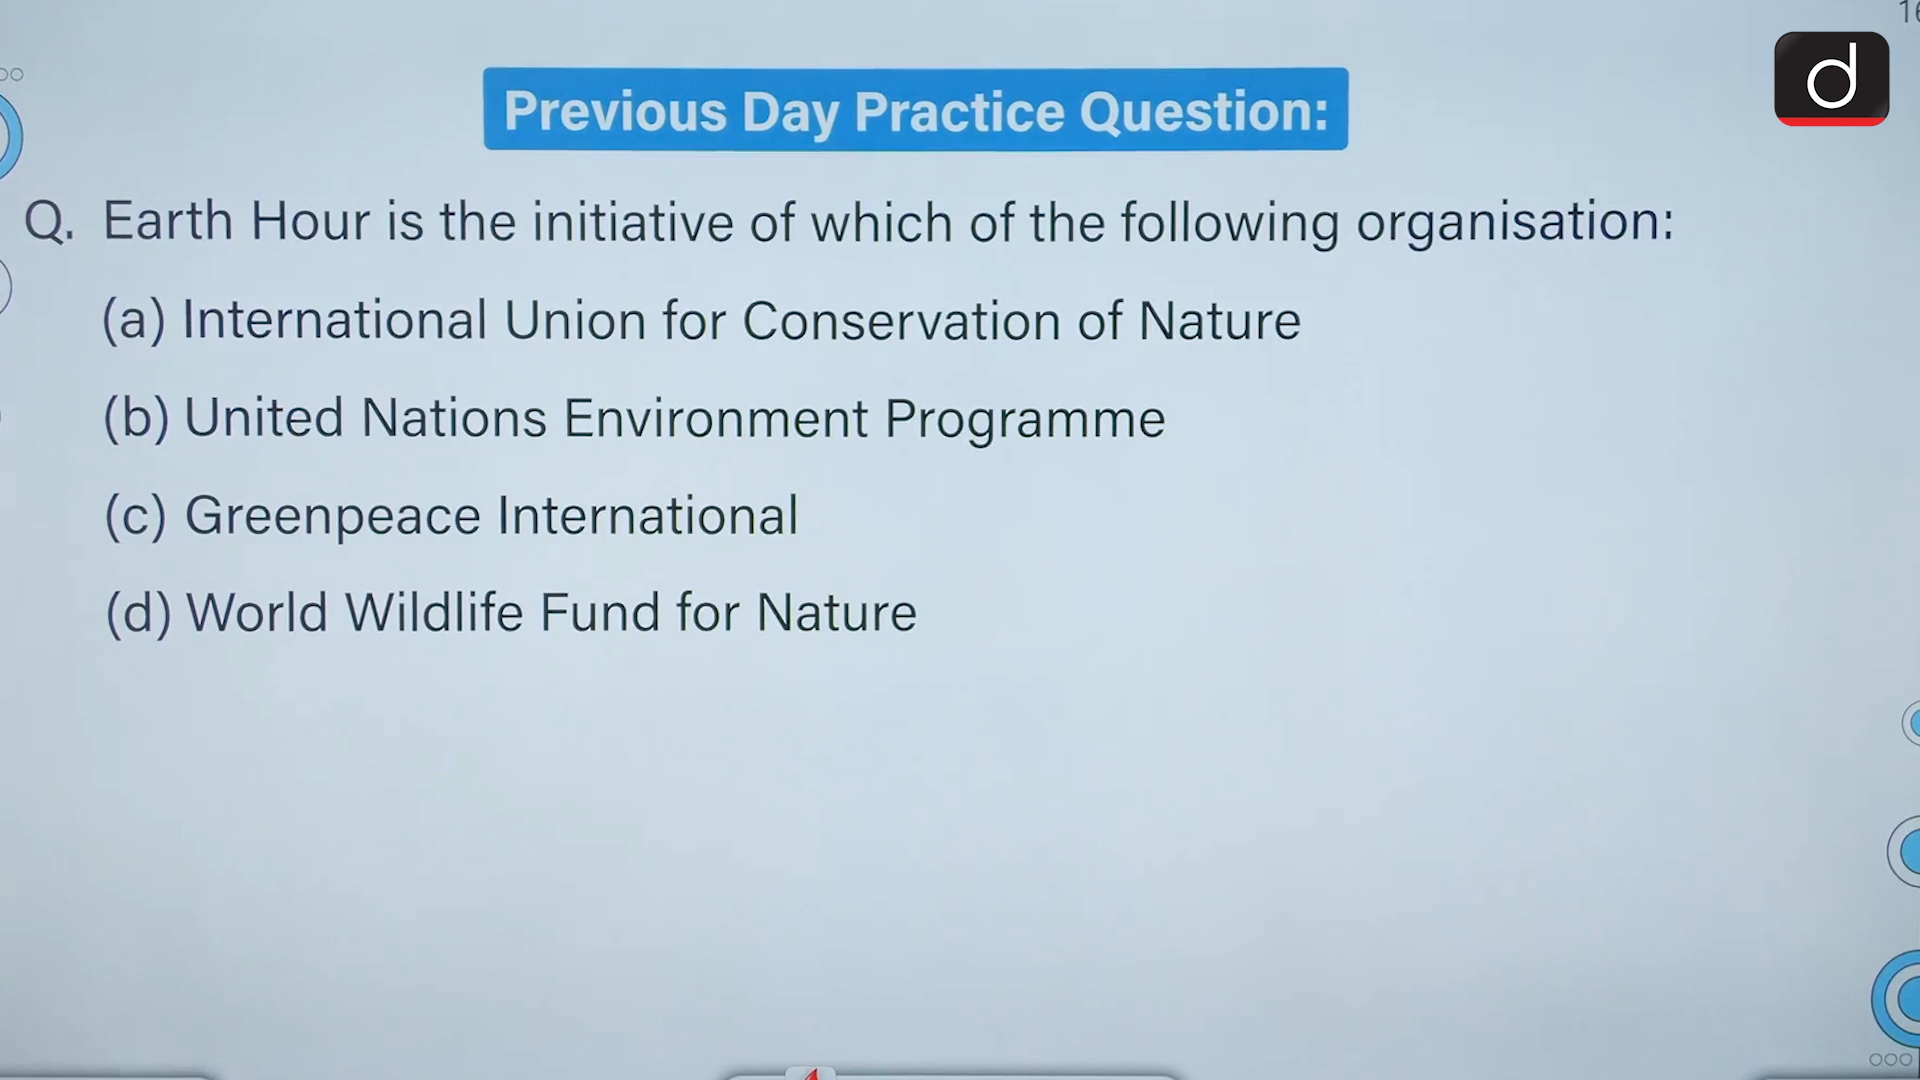 Previous Day Practice Question:
Q. Earth Hour is the initiative of which of the following organisation:
(a) International Union for Conservation of Nature
(b) United Nations Environment Programme
(c) Greenpeace International
(d) World Wildlife Fund for Nature